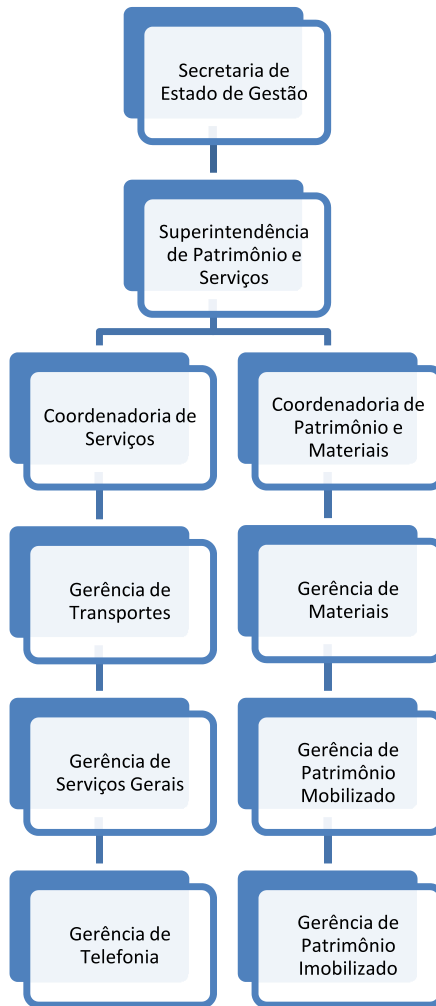 Secretaria de
Estado de Gestão
Superintendência
de Patrimônio e
Serviços
Coordenadoria de
Serviços
Coordenadoria de
Patrimônio e
Materiais
Gerência de
Transportes
Gerência de
Materiais
Gerência de
Serviços Gerais
Gerência de
Patrimônio
Mobilizado
Gerência de
Telefonia
Gerência de
Patrimônio
Imobilizado